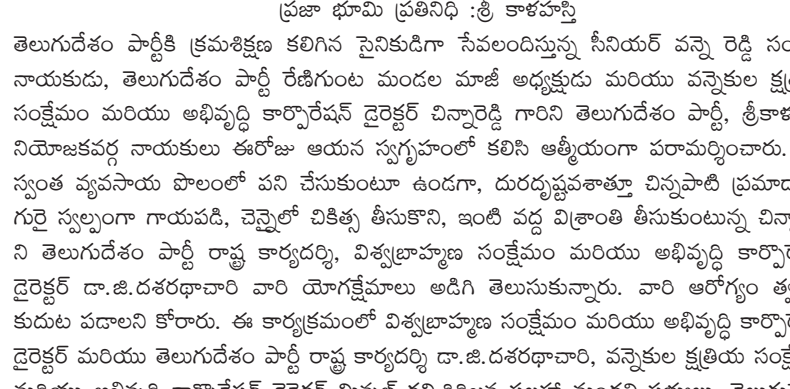 ప్రజా భూమి ప్రతినిధి :శ్రీ కాళహస్తి
తెలుగుదేశం పార్టీకి క్రమశిక్షణ కలిగిన సైనికుడిగా సేవలందిస్తున్న సీనియర్ వన్నె రెడ్డి
నాయకుడు, తెలుగుదేశం పార్టీ రేణిగుంట మండల మాజీ అధ్యక్షుడు మరియు వన్నెకుల
సంక్షేమం మరియు అభివృద్ధి కార్పొరేషన్ డైరెక్టర్ చిన్నారెడ్డి గారిని తెలుగుదేశం పార్టీ,
నియోజకవర్గ నాయకులు ఈరోజు ఆయన స్వగృహంలో కలిసి ఆత్మీయంగా పరామర్శించారు.
స్వంత వ్యవసాయ పొలంలో పని చేసుకుంటూ ఉండగా, దురదృష్టవశాత్తూ చిన్నపాటి
గురై స్వల్పంగా గాయపడి, చెన్నైలో చికిత్స తీసుకొని, ఇంటి వద్ద విశ్రాంతి తీసుకుంటున్న
ని తెలుగుదేశం పార్టీ రాష్ట్ర కార్యదర్శి, విశ్వబ్రాహ్మణ సంక్షేమం మరియు అభివృద్ధి
డైరెక్టర్ డా.జి.దశరథాచారి వారి యోగక్షేమాలు అడిగి తెలుసుకున్నారు. వారి ఆరోగ్యం
కుదుట పడాలని కోరారు. ఈ కార్యక్రమంలో విశ్వబ్రాహ్మణ సంక్షేమం మరియు అభివృద్ధి
డైరెక్టర్ మరియు తెలుగుదేశం పార్టీ రాష్ట్ర కార్యదర్శి డా.జి.దశరథాచారి, వన్నెకుల క్షత్రియ